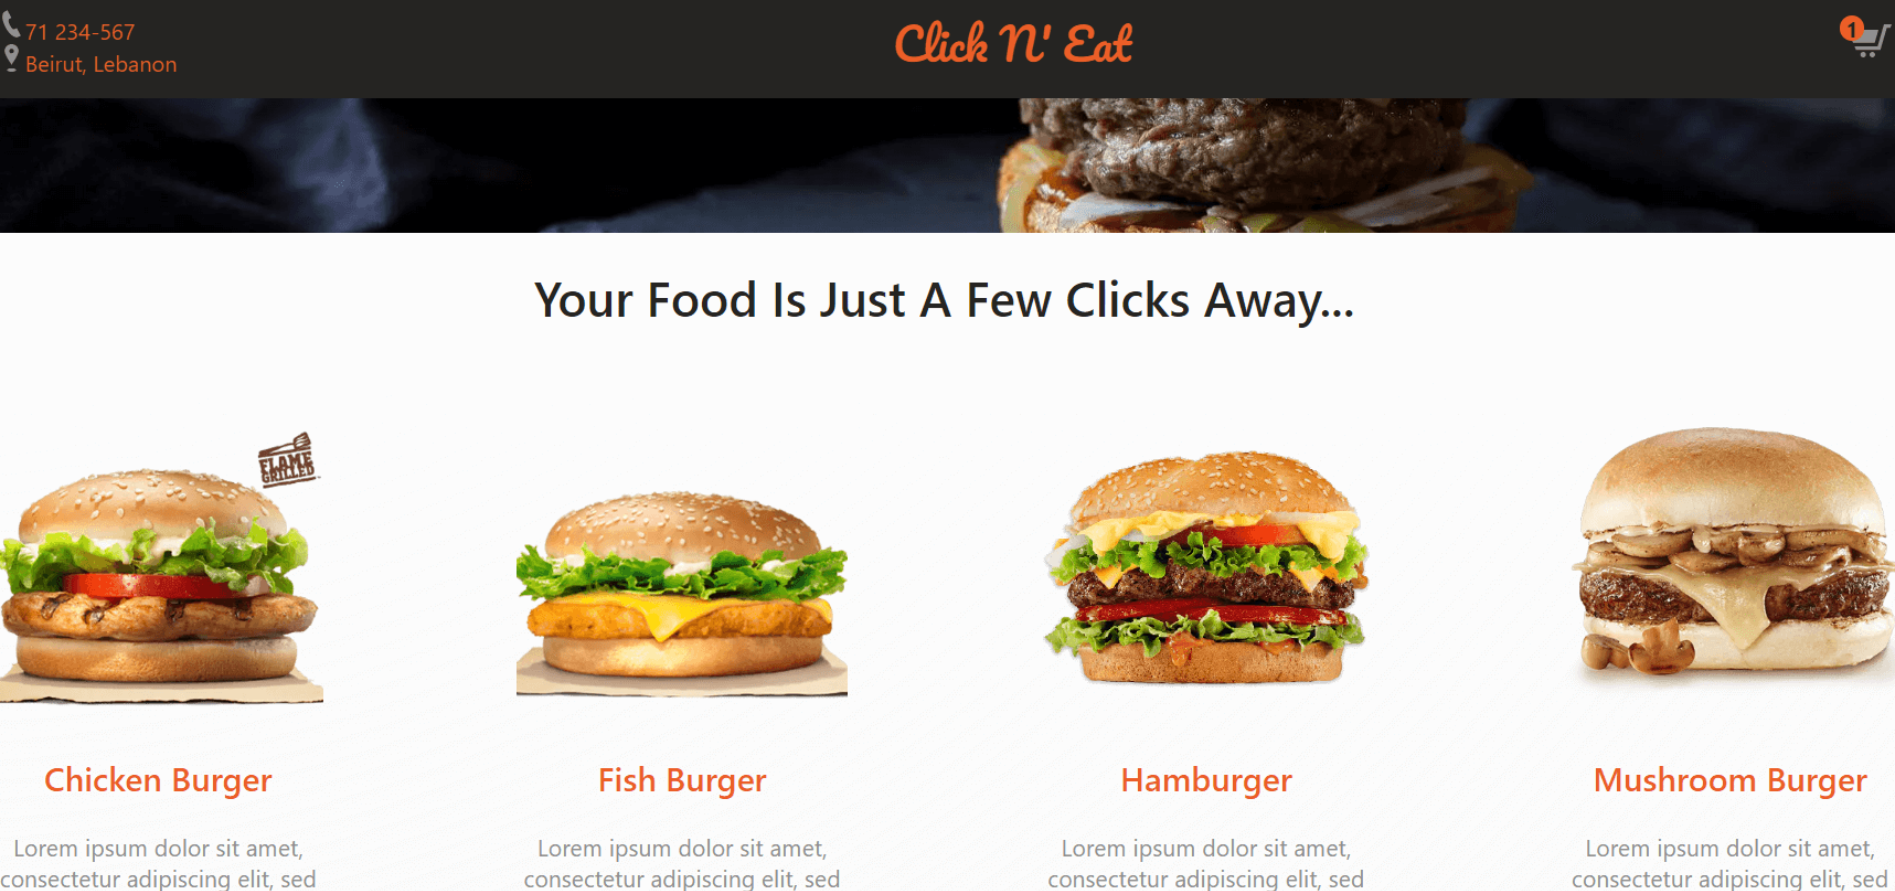 71 234-567
Beirut, Lebanon
Click N' Eat
1
Your Food Is Just A Few Clicks Away...
FLAME
GRILLED
Chicken Burger
Fish Burger
Hamburger
Mushroom Burger
Lorem ipsum dolor sit amet,
consectetur adipiscing elit, sed
Lorem ipsum dolor sit amet,
consectetur adipiscing elit, sed
Lorem ipsum dolor sit amet,
consectetur adipiscing elit, sed
Lorem ipsum dolor sit amet,
consectetur adipiscing elit, sed